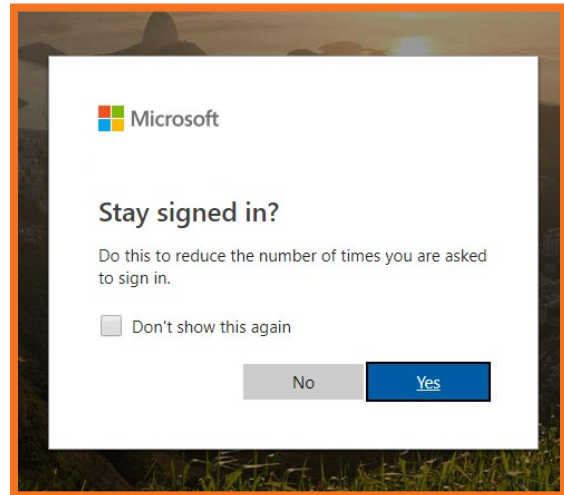 Microsoft
Stay signed in?
Do this to reduce the number of times you are asked
to sign in.
Don't show this again
No
Yes